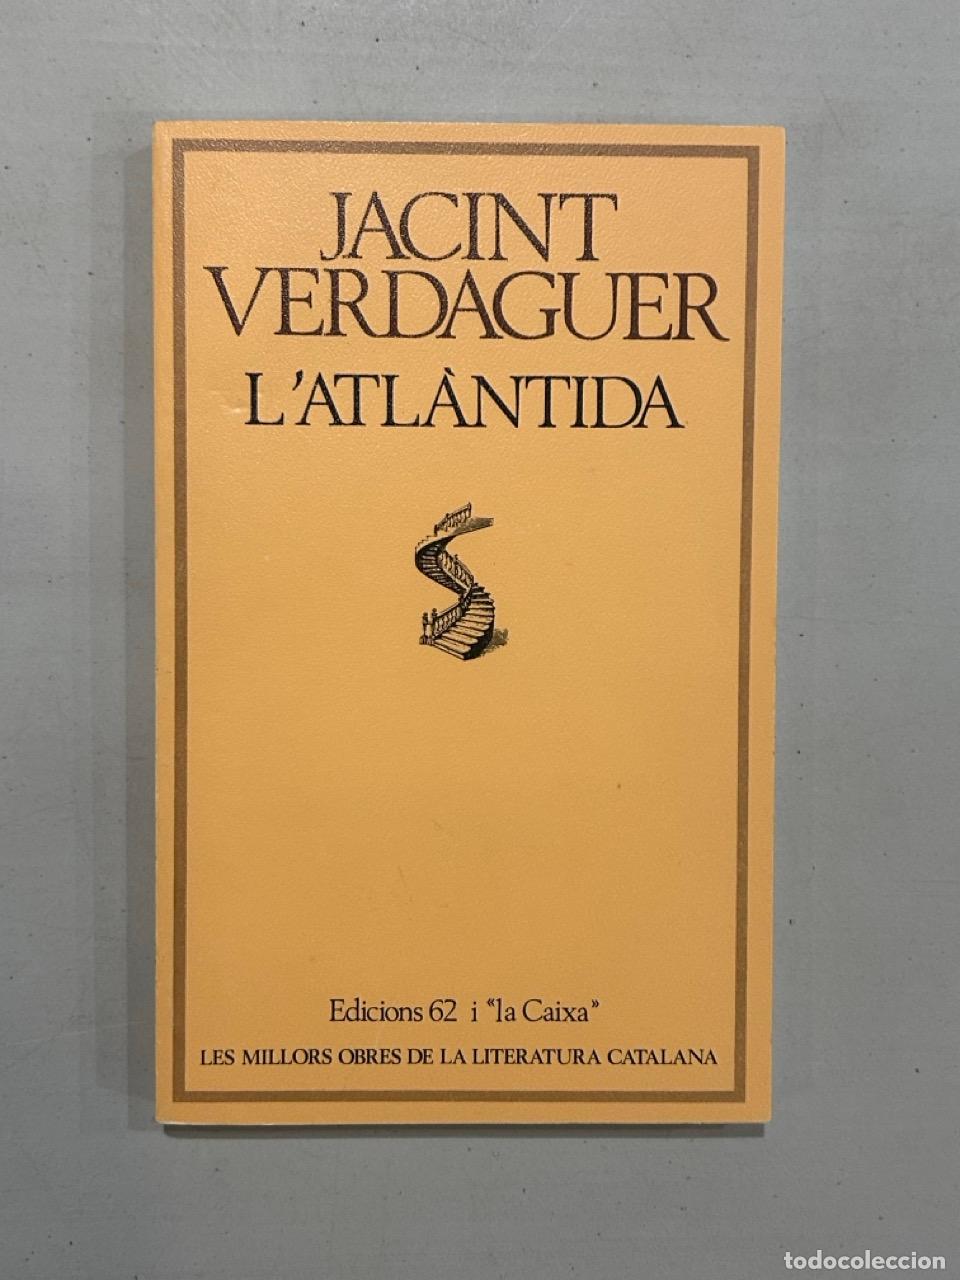 JACINT
VERDAGUER
L'ATLÀNTIDA
Edicions 62 i «la Caixa»
LES MILLORS OBRES DE LA LITERATURA CATALANA
todocoleccion